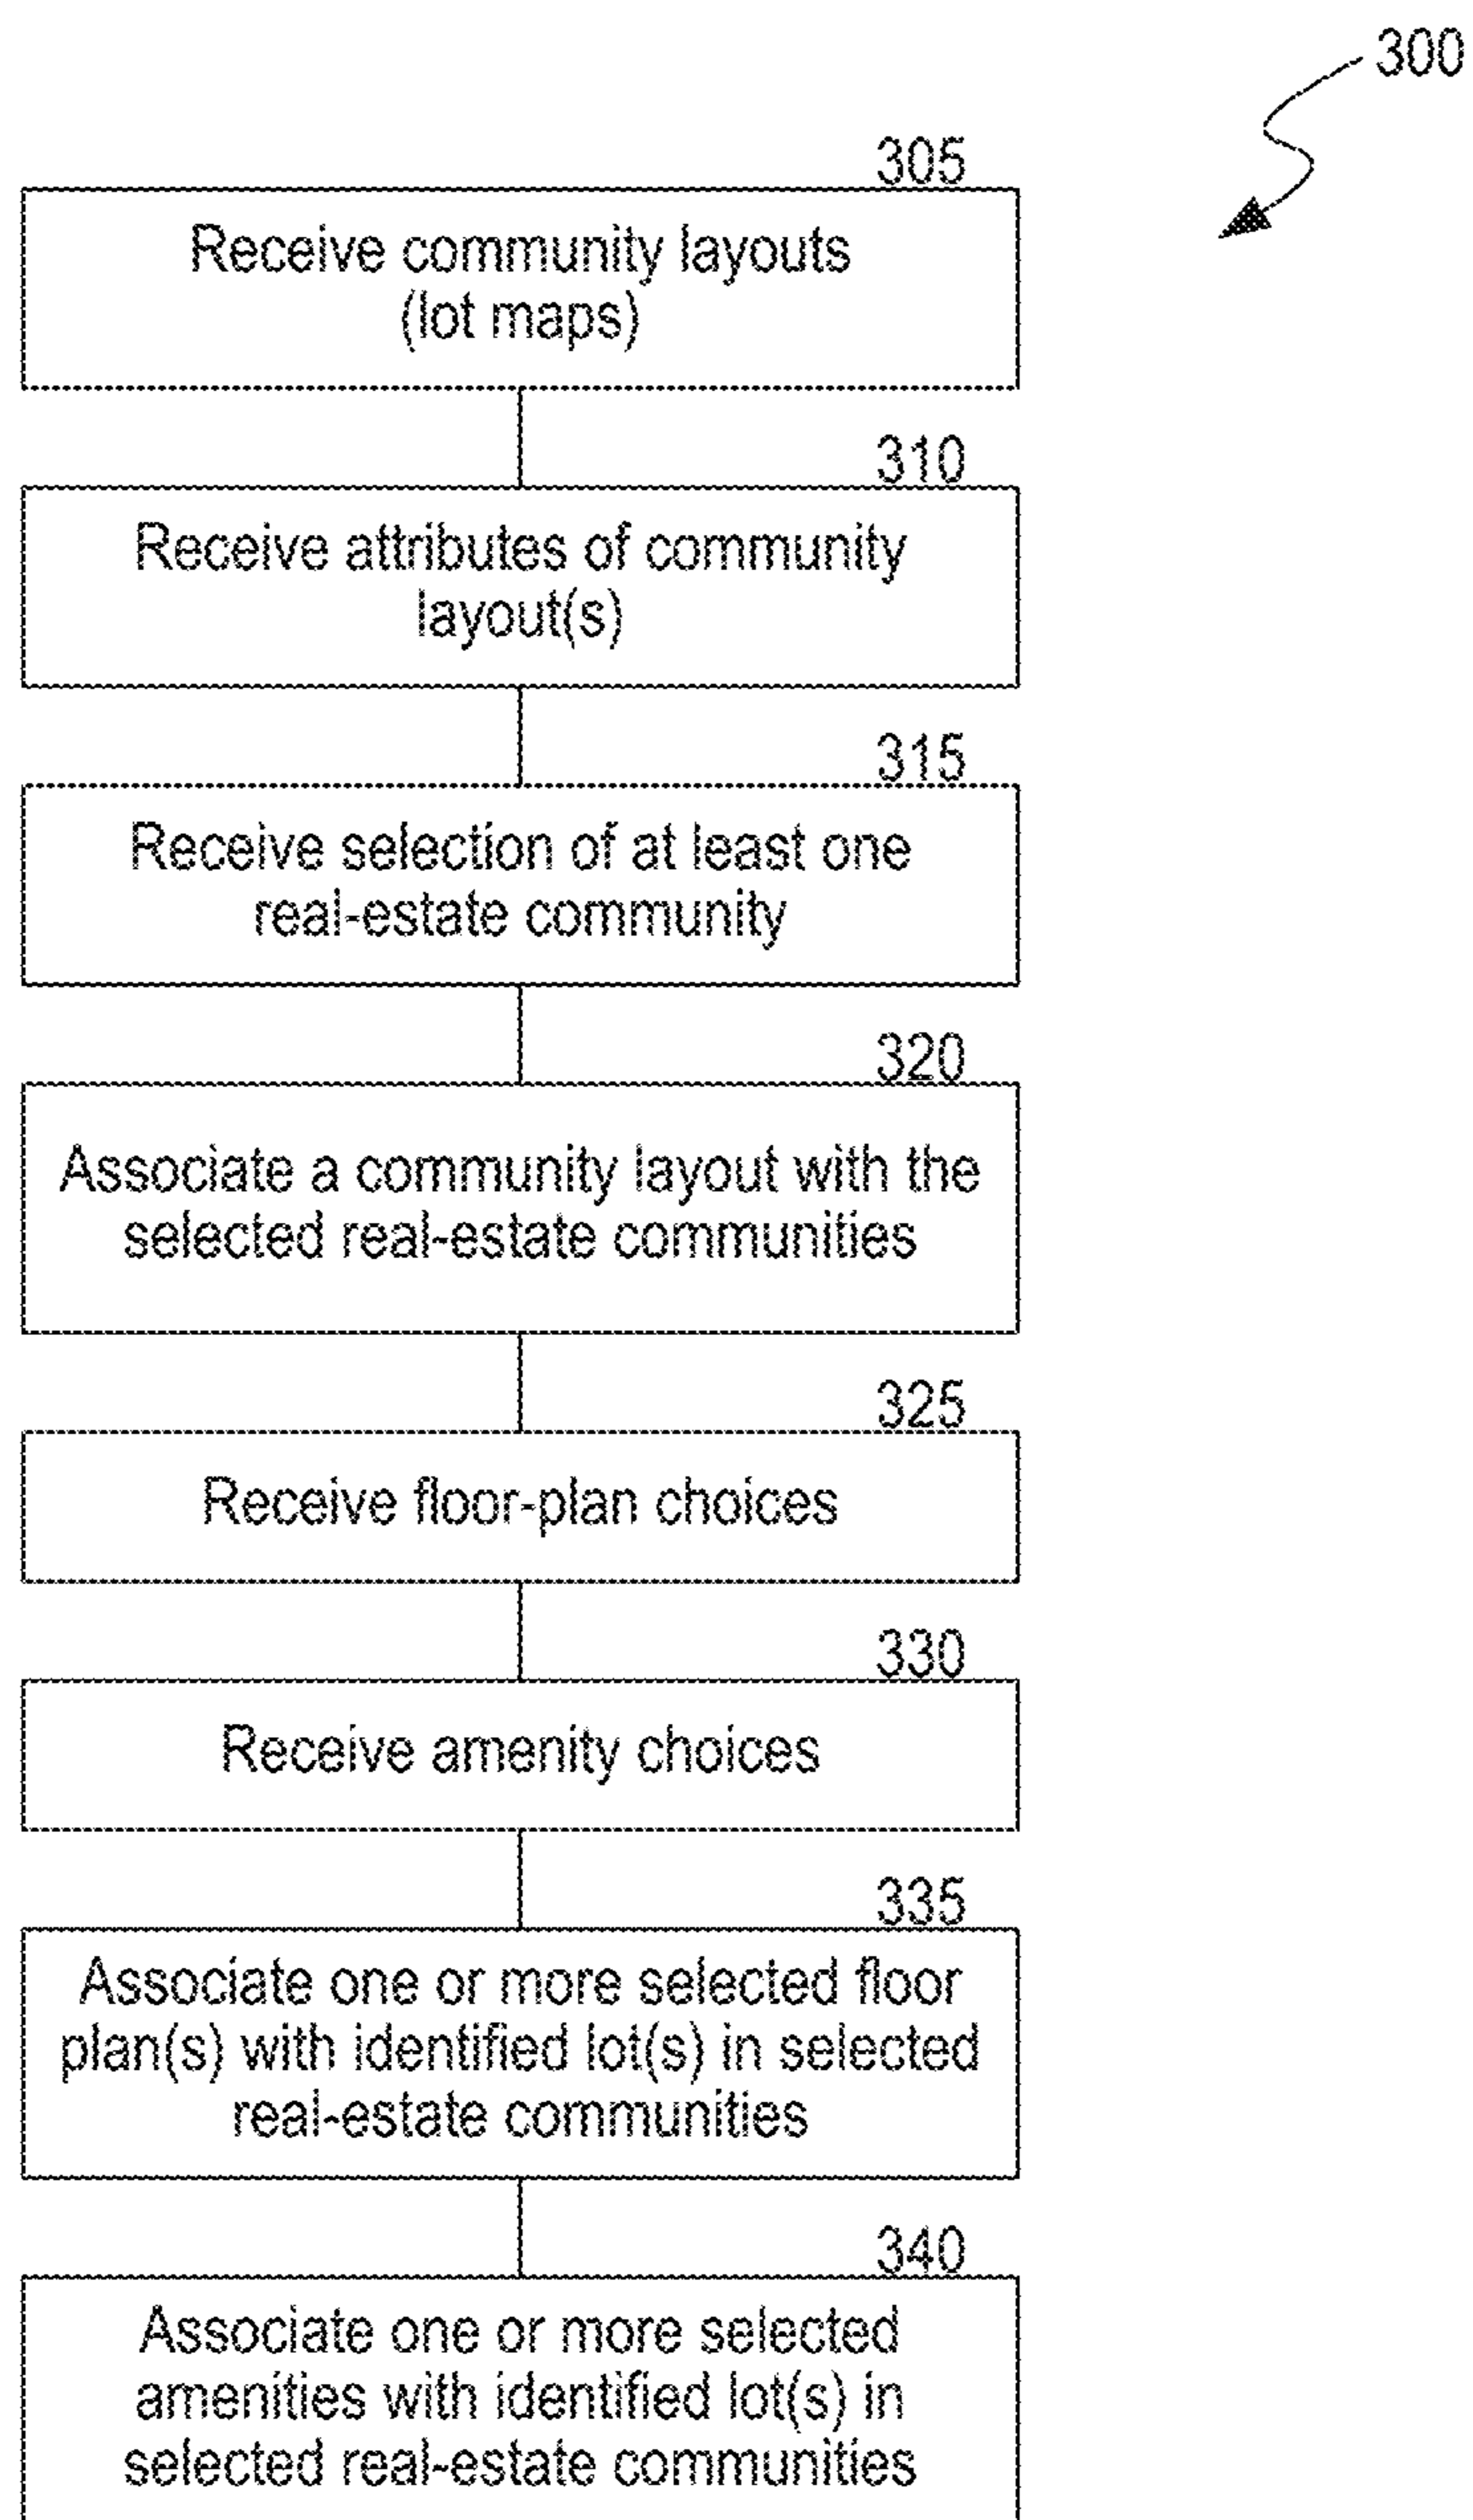 300
305
Receive community layouts
(lot maps)
310
Receive attributes of community
layout(s)
315
Receive selection of at least one
real-estate community
320
Associate a community layout with the
selected real-estate communities
325
Receive floor-plan choices
330
Receive amenity choices
335
Associate one or more selected floor
plan(s) with identified lot(s) in selected
real-estate communities
340
Associate one or more selected
amenities with identified lot(s) in
selected real-estate communities